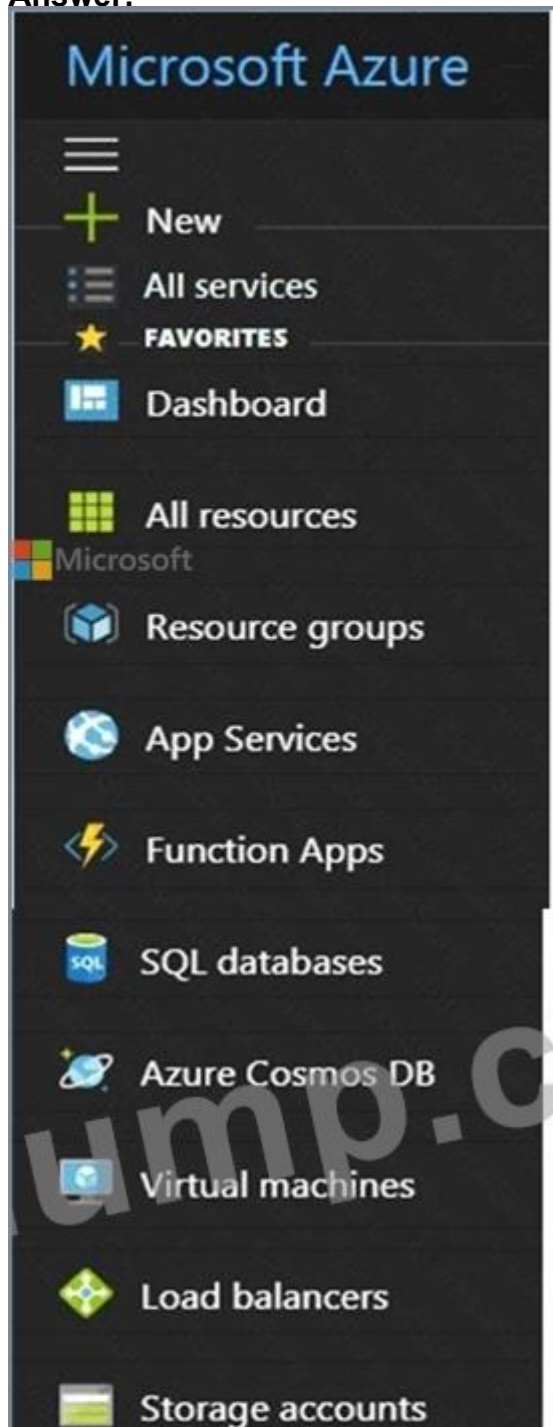 Answer:
Microsoft Azure
New
All services
FAVORITES
Dashboard
All resources
Microsoft
Resource groups
App Services
Function Apps
SQL
SQL databases
Azure Cosmos DB
ump.c
Virtual machines
Load balancers
Storage accounts